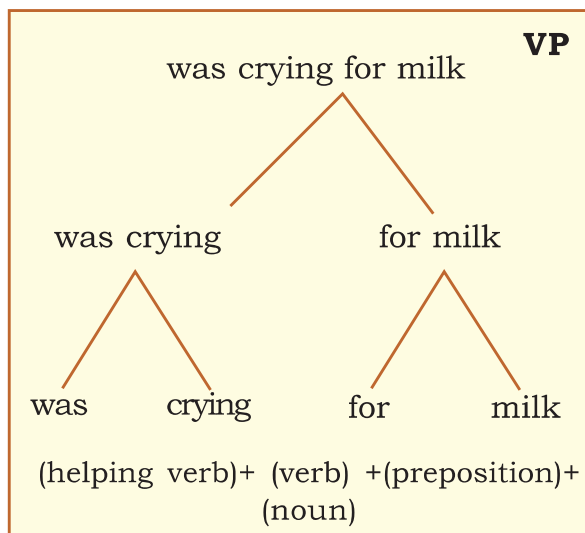 VP
was crying for milk
was crying for milk
was crying for milk
(helping verb)+ (verb) +(preposition)+
(noun)